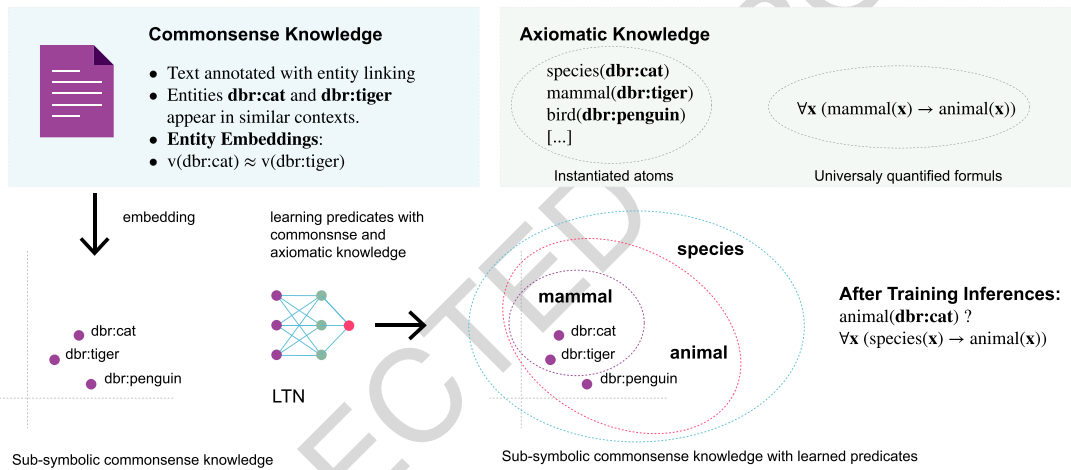 Commonsense Knowledge
● Text annotated with entity linking
● Entities dbr:cat and dbr:tiger
appear in similar contexts.
● Entity Embeddings:
● v(dbr:cat) ≈ v(dbr:tiger)
Axiomatic Knowledge
species(dbr:cat)
mammal(dbr:tiger)
bird(dbr:penguin)
[...]
Instantiated atoms
∀x (mammal(x) → animal(x))
Universaly quantified formuls
embedding
learning predicates with
commonsnse and
axiomatic knowledge
dbr:cat
dbr:tiger
dbr:penguin
Sub-symbolic commonsense knowledge
LTN
species
mammal
animal
dbr:cat
dbr:tiger
dbr:penguin
Sub-symbolic commonsense knowledge with learned predicates
After Training Inferences:
animal(dbr:cat) ?
∀x (species(x) → animal(x))